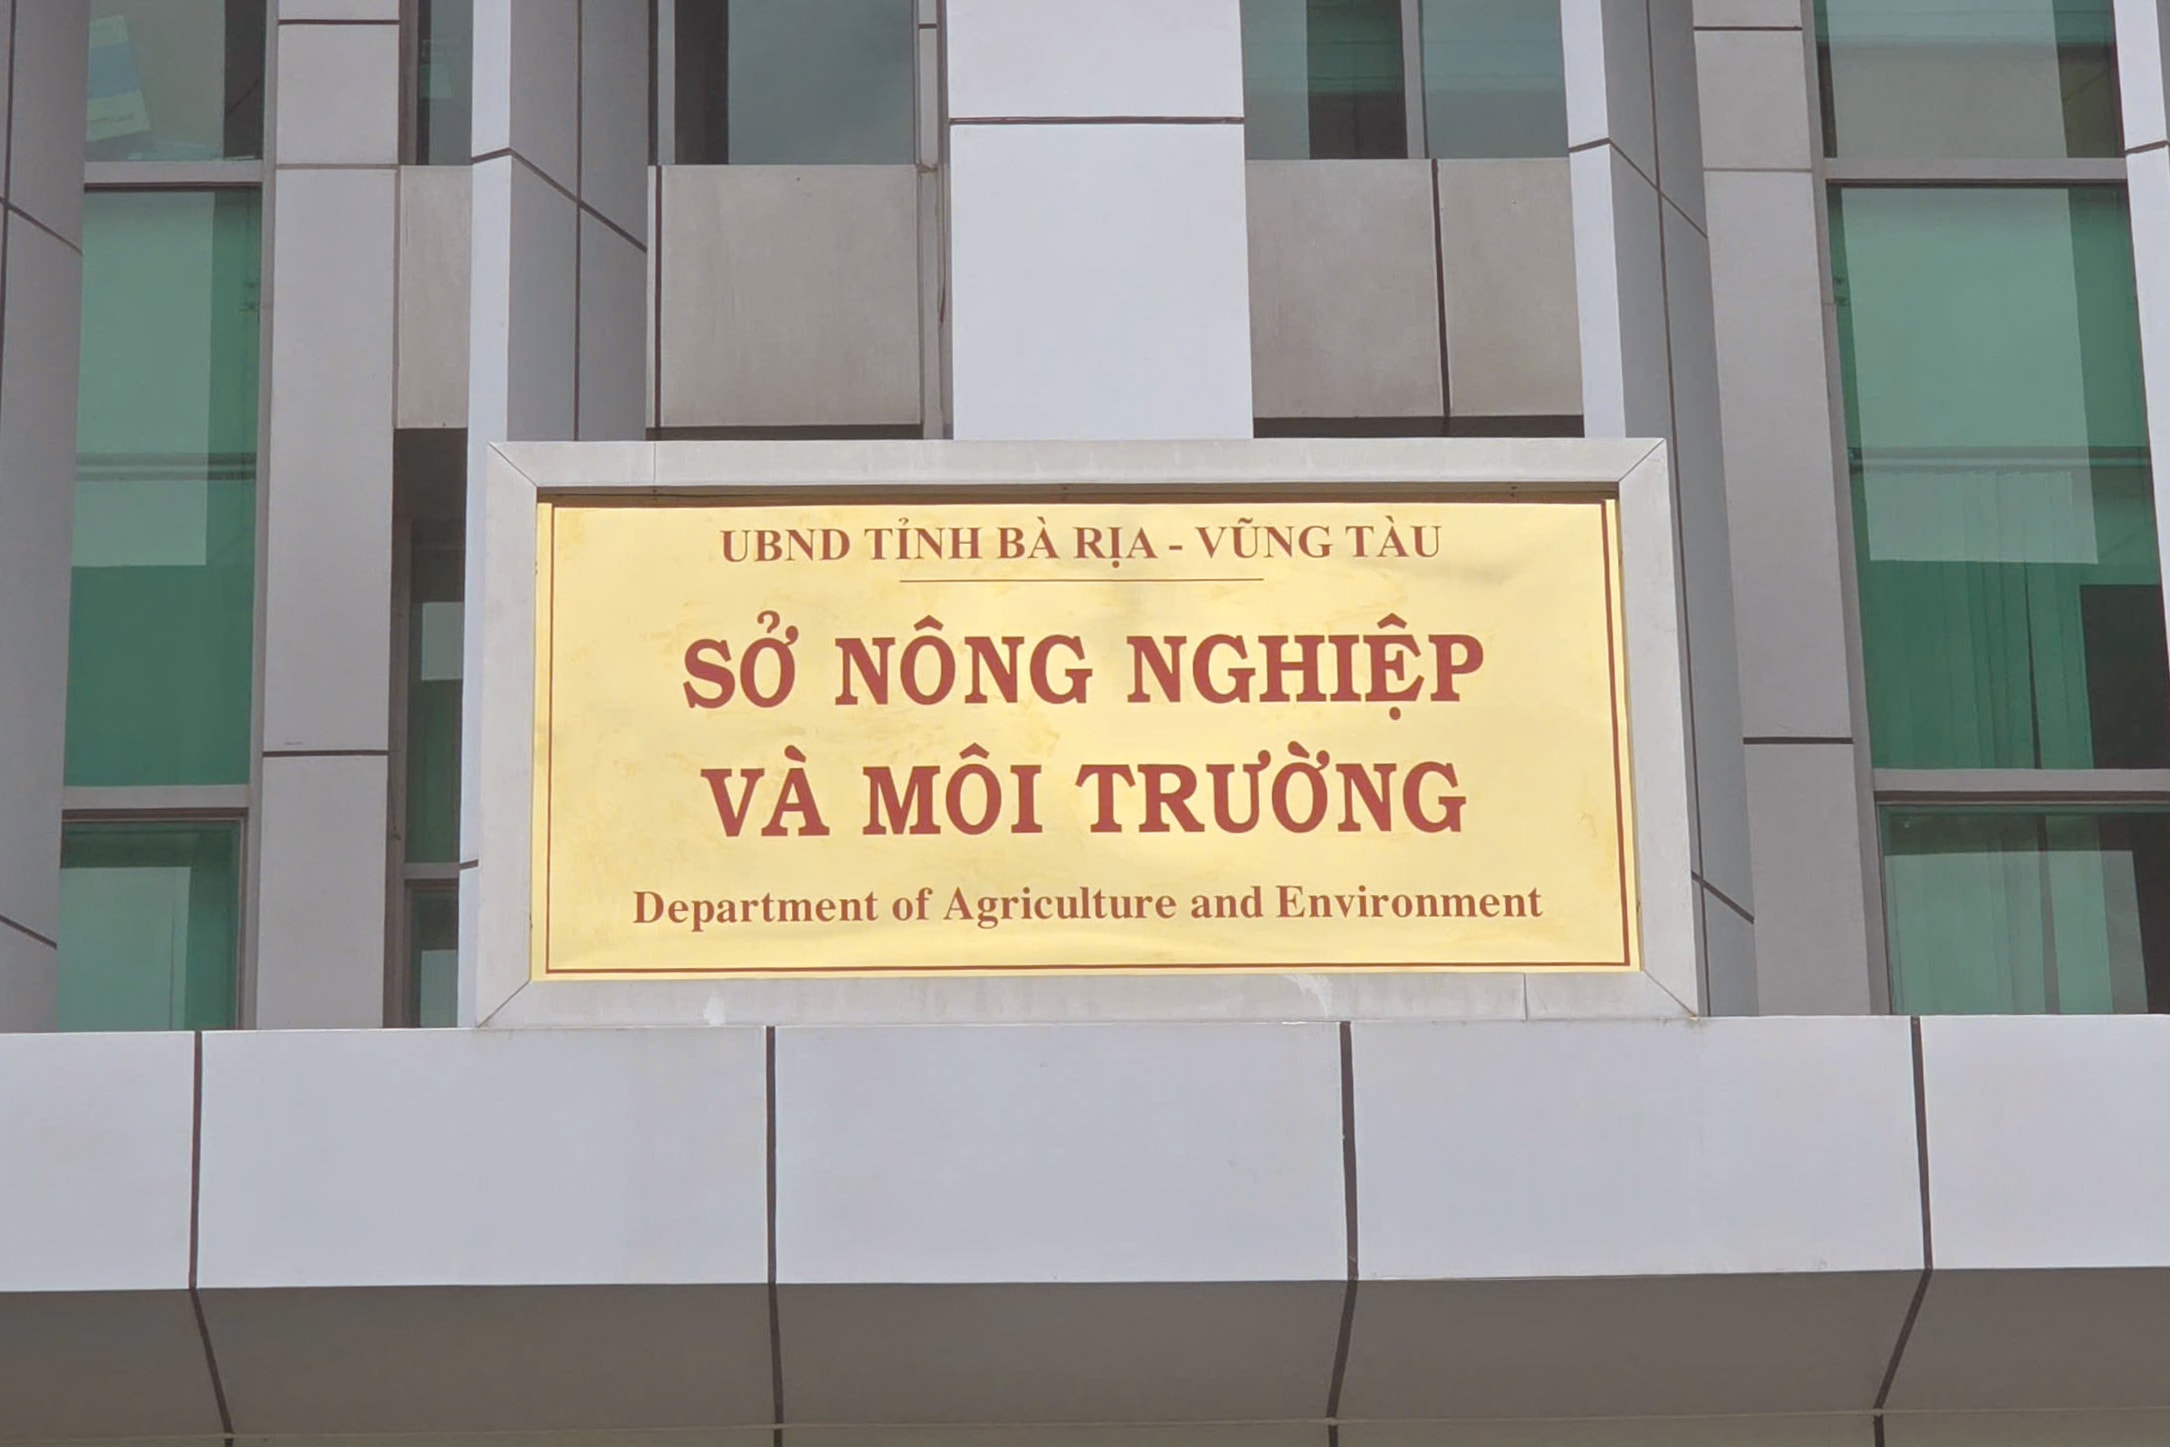 UBND TỈNH BÀ RỊA - VŨNG TÀU
SỞ NÔNG NGHIỆP
VÀ MÔI TRƯỜNG
Department of Agriculture and Environment